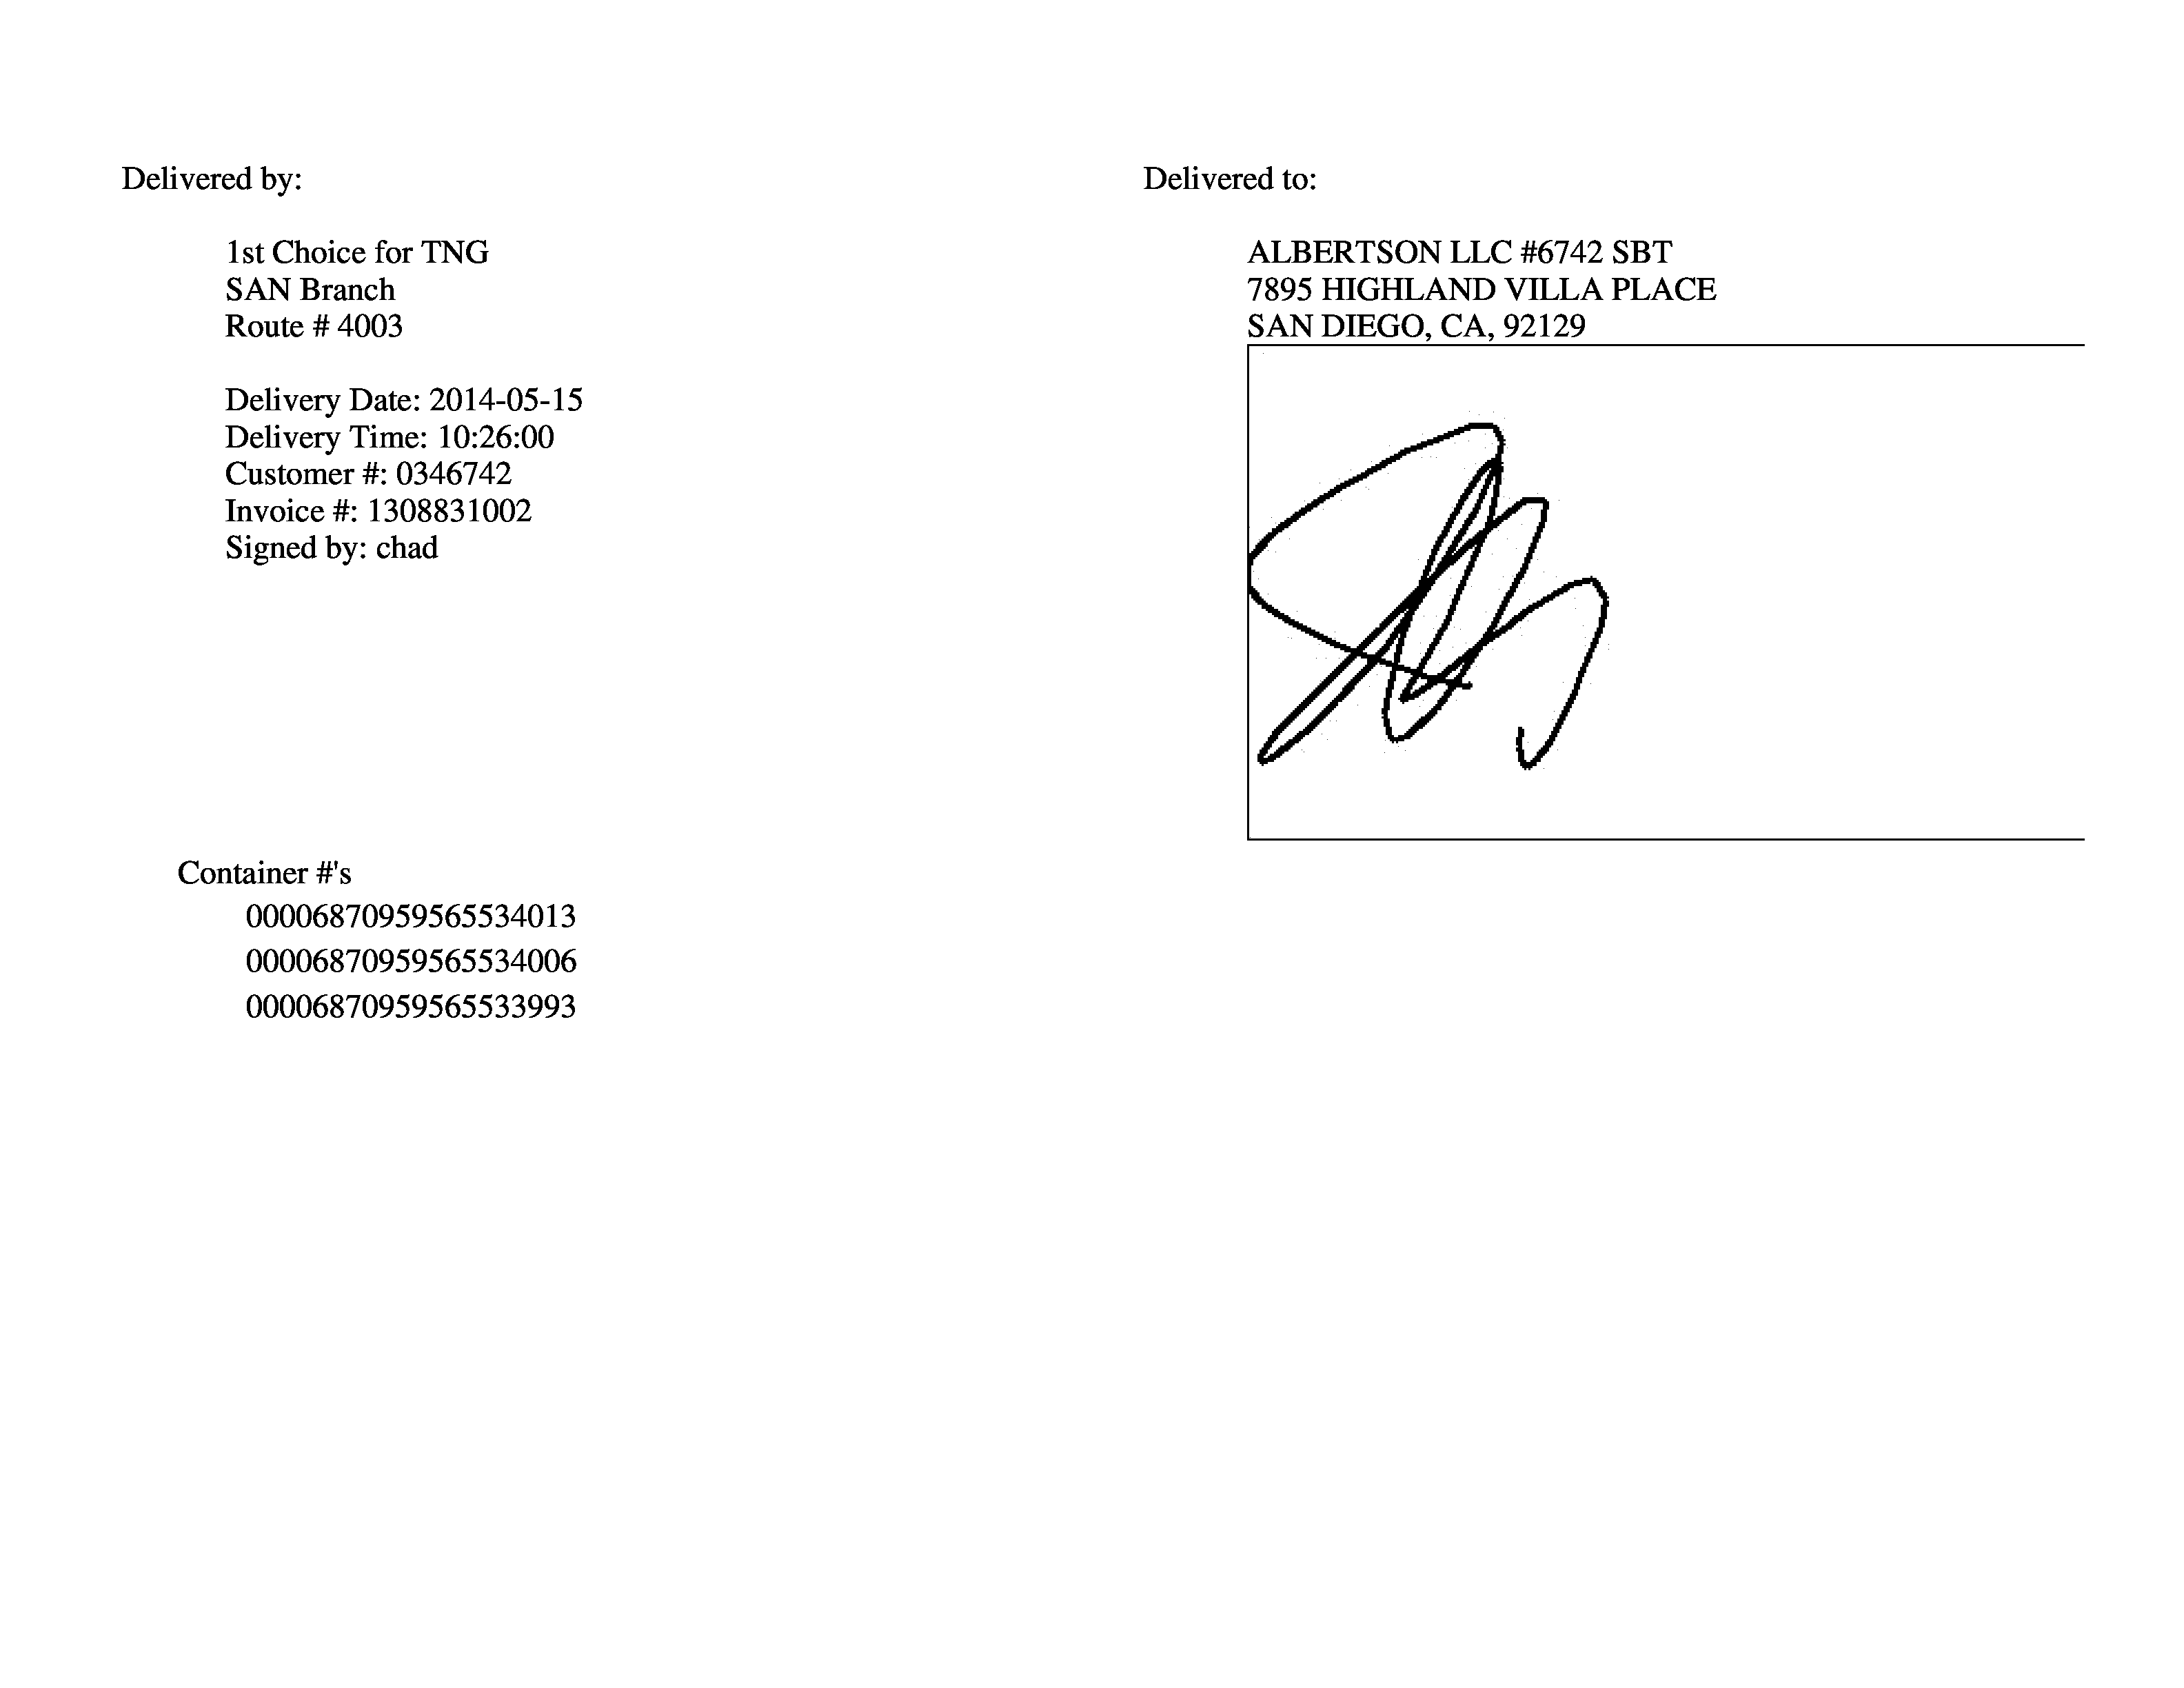 Delivered by:
1st Choice for TNG
SAN Branch
Route # 4003
Delivery Date: 2014-05-15
Delivery Time: 10:26:00
Customer #: 0346742
Invoice #: 1308831002
Signed by: chad
Delivered to:
ALBERTSON LLC #6742 SBT
7895 HIGHLAND VILLA PLACE
SAN DIEGO, CA, 92129
Container #'s
00006870959565534013
00006870959565534006
00006870959565533993